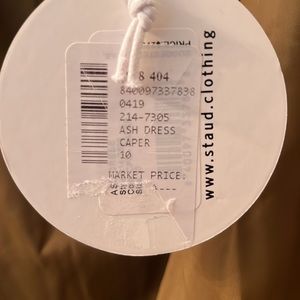 8 404
840097337838
0419
214-7305
ASH DRESS
CAPER
10
MARKET PRICE:
www.staud.clothing